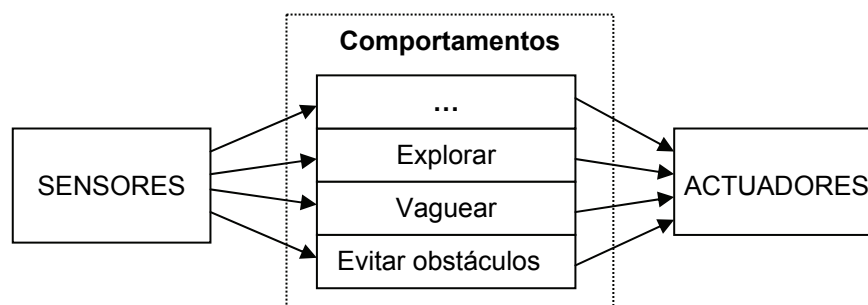 Comportamentos
...
Explorar
SENSORES
ACTUADORES
Vaguear
Evitar obstáculos